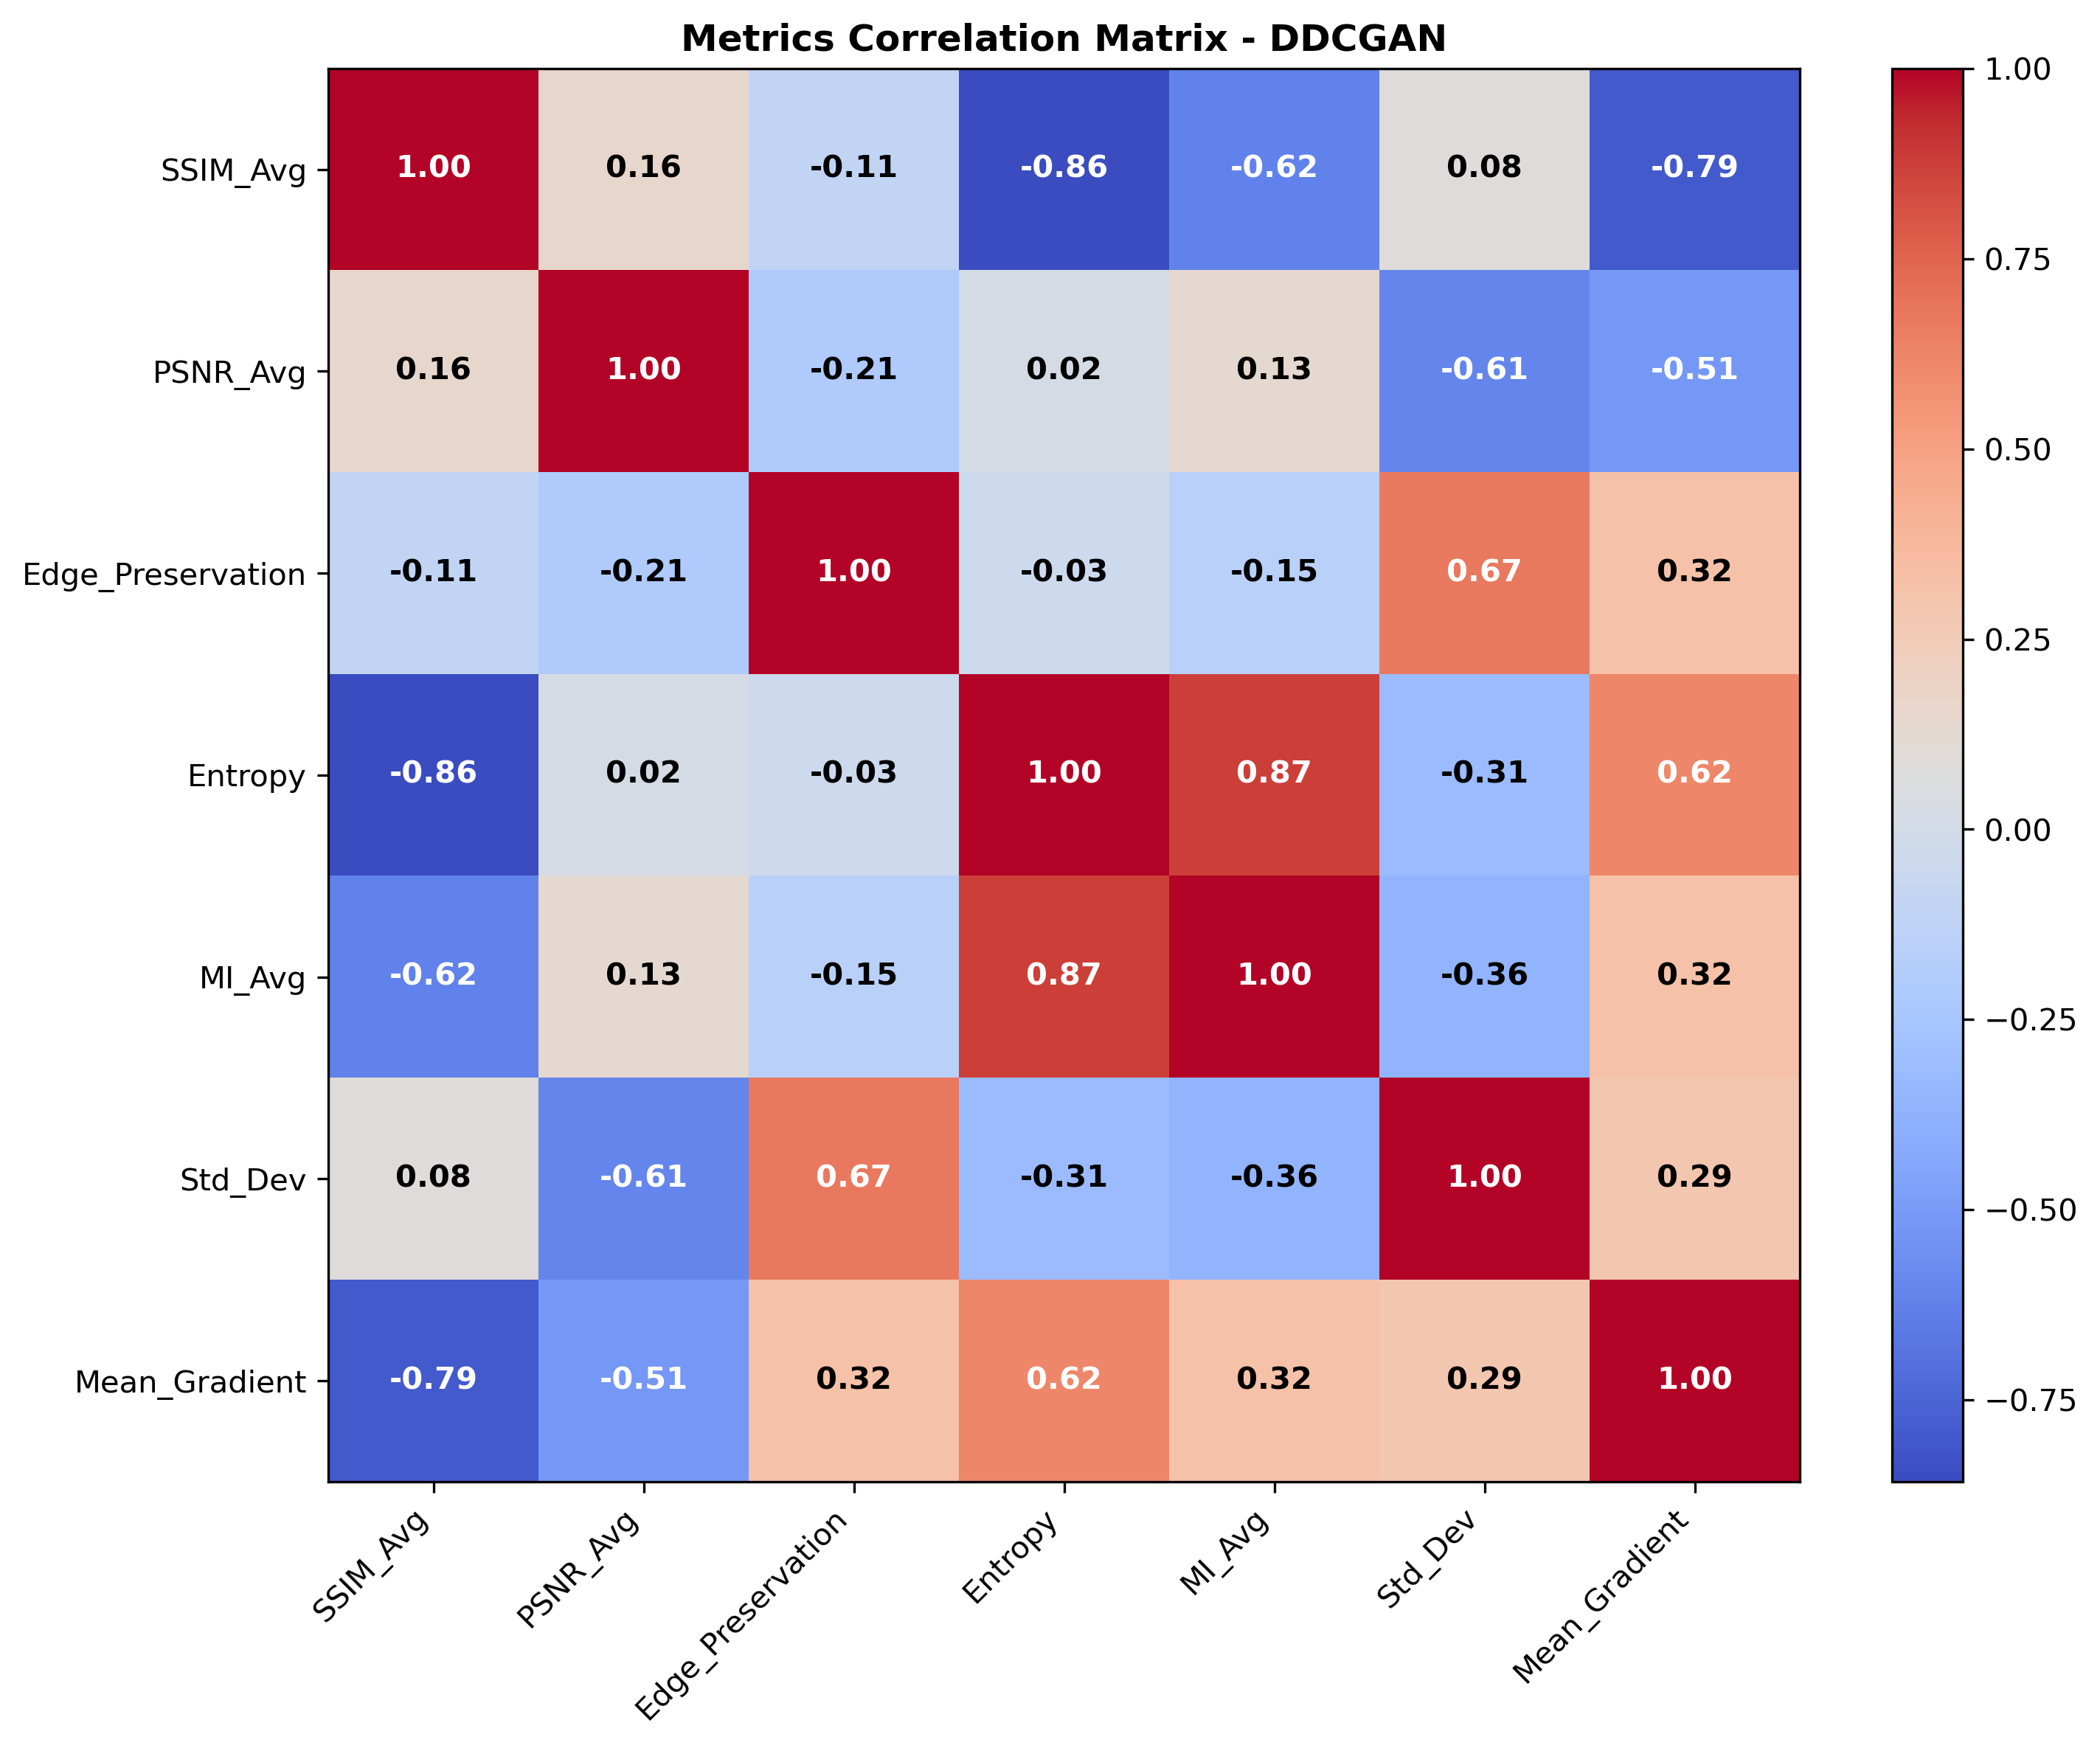 Metrics Correlation Matrix - DDCGAN
SSIM_Avg 1.00 0.16 -0.11 -0.86 -0.62 0.08 -0.79
PSNR_Avg 0.16 1.00 -0.21 0.02 0.13 -0.61 -0.51
Edge_Preservation -0.11 -0.21 1.00 -0.03 -0.15 0.67 0.32
Entropy -0.86 0.02 -0.03 1.00 0.87 -0.31 0.62
MI_Avg -0.62 0.13 -0.15 0.87 1.00 -0.36 0.32
Std_Dev 0.08 -0.61 0.67 -0.31 -0.36 1.00 0.29
Mean_Gradient -0.79 -0.51 0.32 0.62 0.32 0.29 1.00
SSIM_Avg PSNR_Avg Edge_Preservation Entropy MI_Avg Std_Dev Mean_Gradient
1.00
0.75
0.50
0.25
0.00
−0.25
−0.50
−0.75